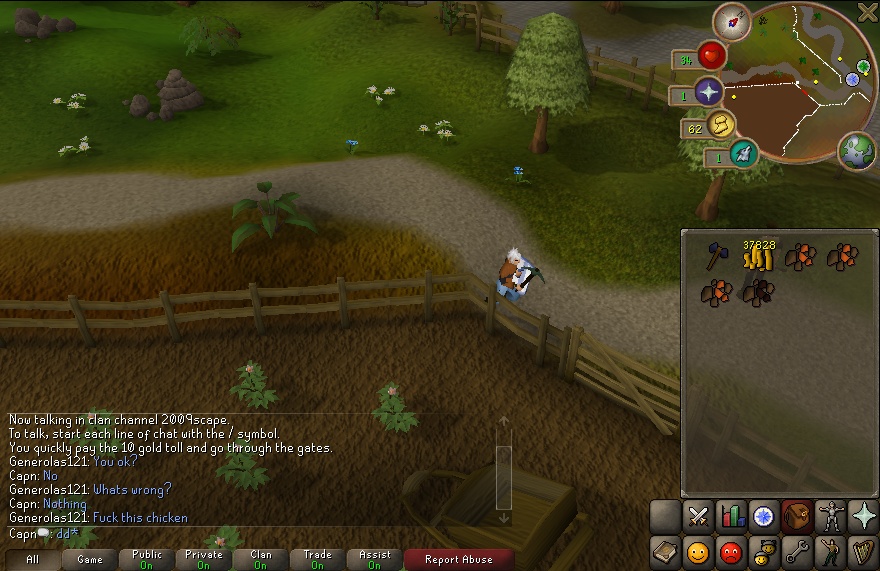 34
1
62
1
37828
Now talking in clan channel 2009scape.
To talk, start each line of chat with the / symbol.
You quickly pay the 10 gold toll and go through the gates.
Generolas121: You ok?
Capn: No
Generolas121: Whats wrong?
Capn: Nothing
Generolas121: Fuck this chicken
Capn: dd*
All
Game
Public
On
Private
On
Clan
On
Trade
On
Assist
On
Report Abuse